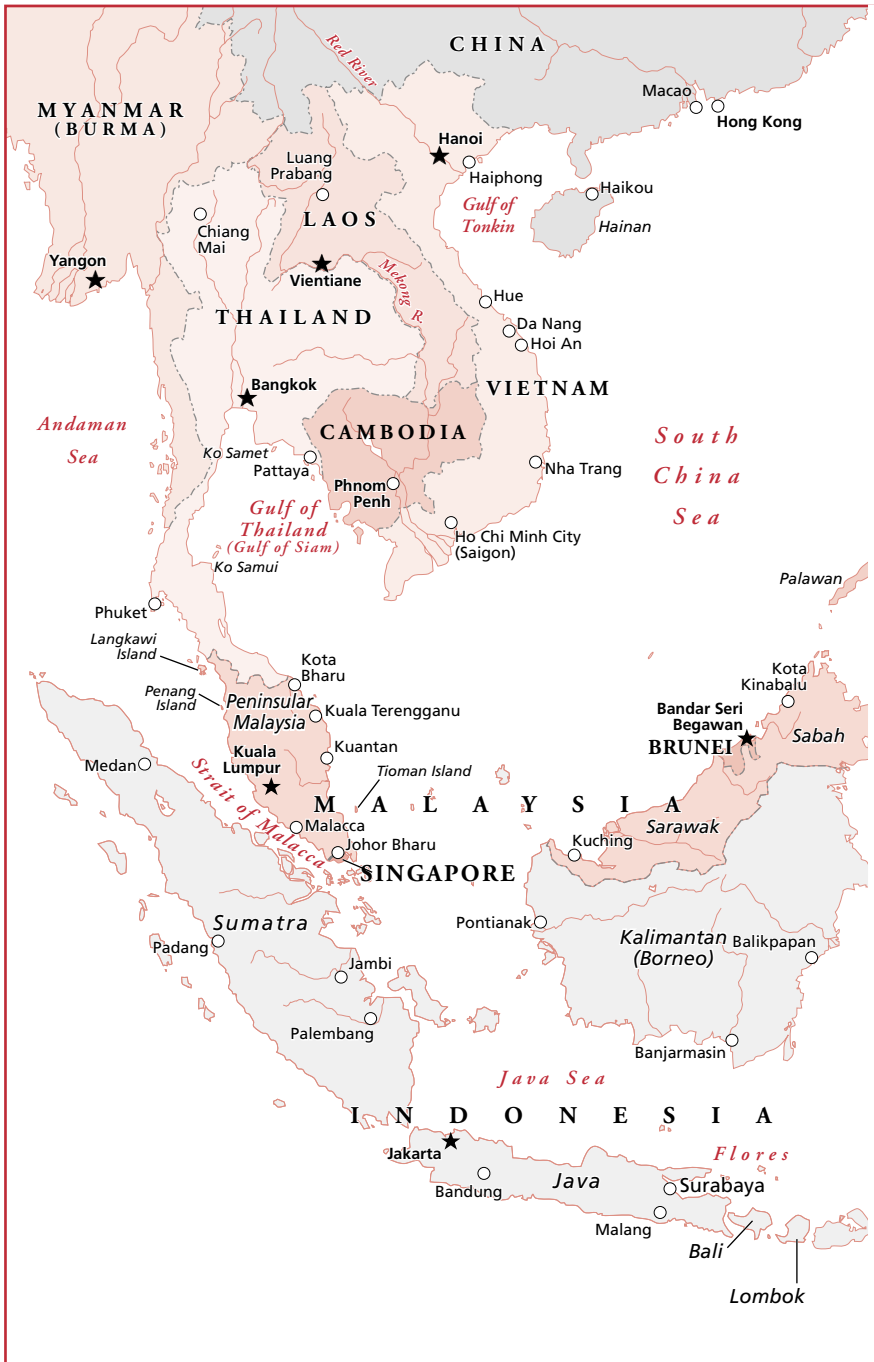 CHINA
Red River
Macao
Hong Kong
MYANMAR
(BURMA)
Hanoi
Haiphong
Luang
Prabang
Haikou
Gulf of
Tonkin
Hainan
LAOS
Chiang
Mai
Yangon
Vientiane
Mekong R.
Hue
THAILAND
Da Nang
Hoi An
Bangkok
VIETNAM
Andaman
Sea
CAMBODIA
South
China
Sea
Ko Samet
Pattaya
Nha Trang
Phnom
Penh
Gulf of
Thailand
(Gulf of Siam)
Ho Chi Minh City
(Saigon)
Ko Samui
Palawan
Phuket
Langkawi
Island
Kota
Bharu
Kota
Kinabalu
Penang
Island
Peninsular
Malaysia
Kuala Terengganu
Bandar Seri
Begawan
BRUNEI
Sabah
Kuala
Lumpur
Kuantan
Medan
Tioman Island
Strait of Malacca
MALAYSIA
Malacca
Sarawak
Johor Bharu
Kuching
SINGAPORE
Sumatra
Pontianak
Padang
Kalimantan
(Borneo)
Balikpapan
Jambi
Palembang
Banjarmasin
Java Sea
INDONESIA
Jakarta
Flores
Bandung
Java
Surabaya
Malang
Bali
Lombok